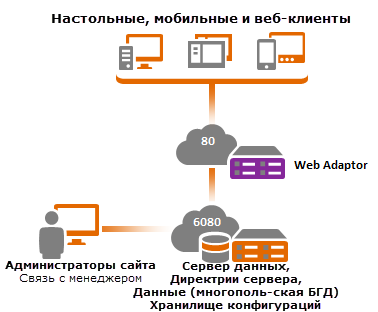 Настольные, мобильные и веб-клиенты
80
Web Adaptor
6080
Администраторы сайта
Связь с менеджером
Сервер данных,
Директрии сервера,
Данные (многополь-ская БГД)
Хранилище конфигураций